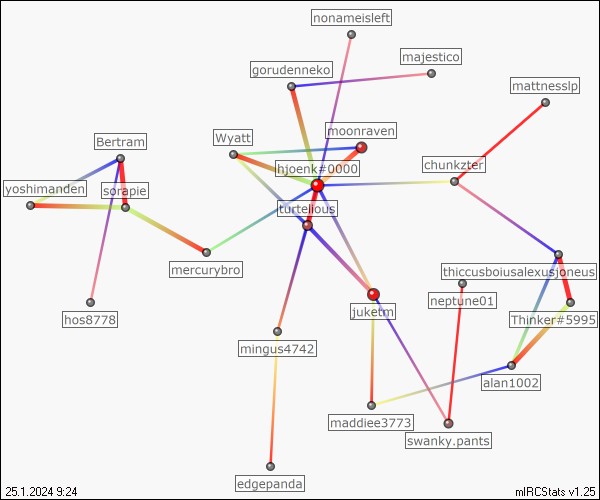 nonameisleft
majestico
gorudenneko
mattnesslp
moonraven
Wyatt
Bertram
chunkzter
hjoenk#0000
yoshimanden
sorapie
turtelious
mercurybro
thiccusboiusalexusjoneus
neptune01
juketm
hos8778
Thinker#5995
mingus4742
alan1002
maddiee3773
swanky.pants
edgepanda
25.1.2024 9:24
mIRCStats v1.25